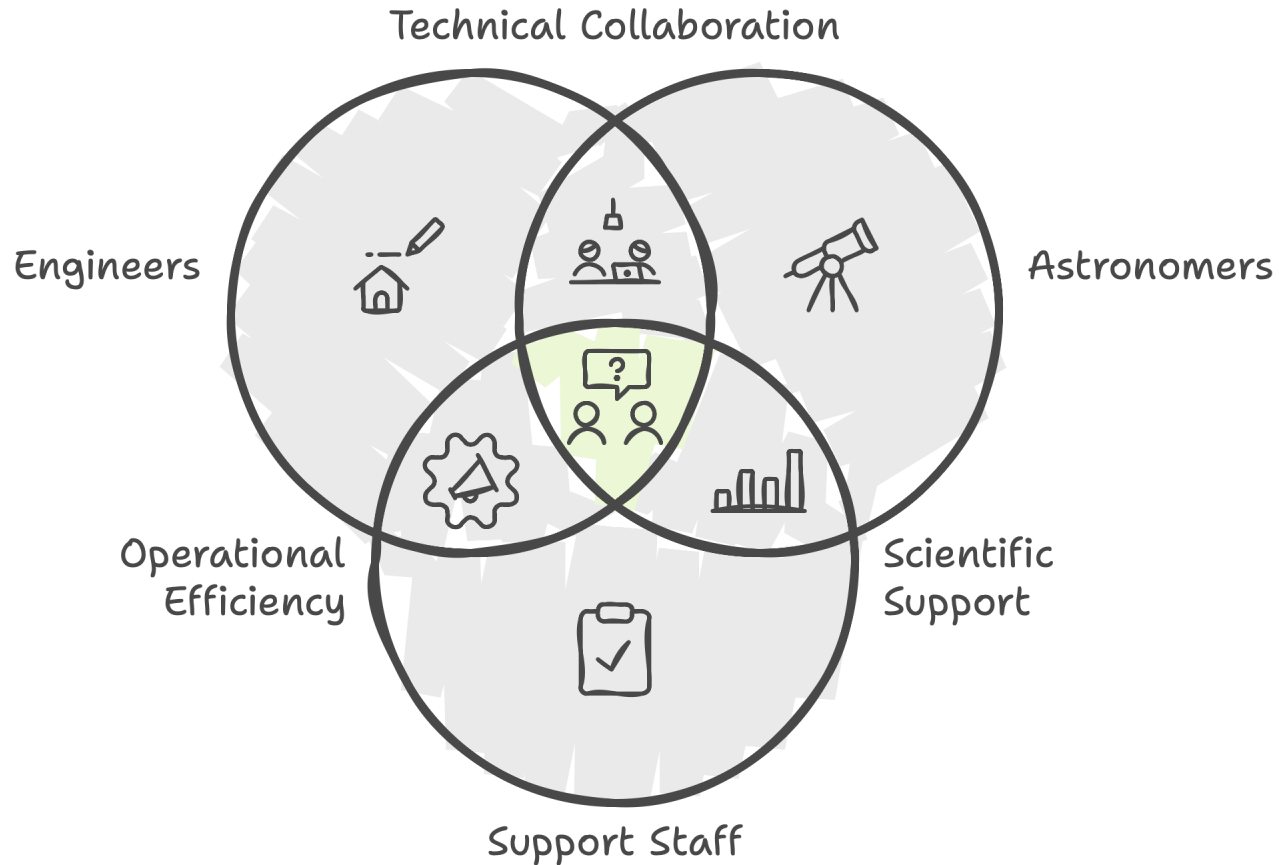 Technical Collaboration
Engineers
Astronomers
?
Operational
Efficiency
Scientific
Support
Support Staff